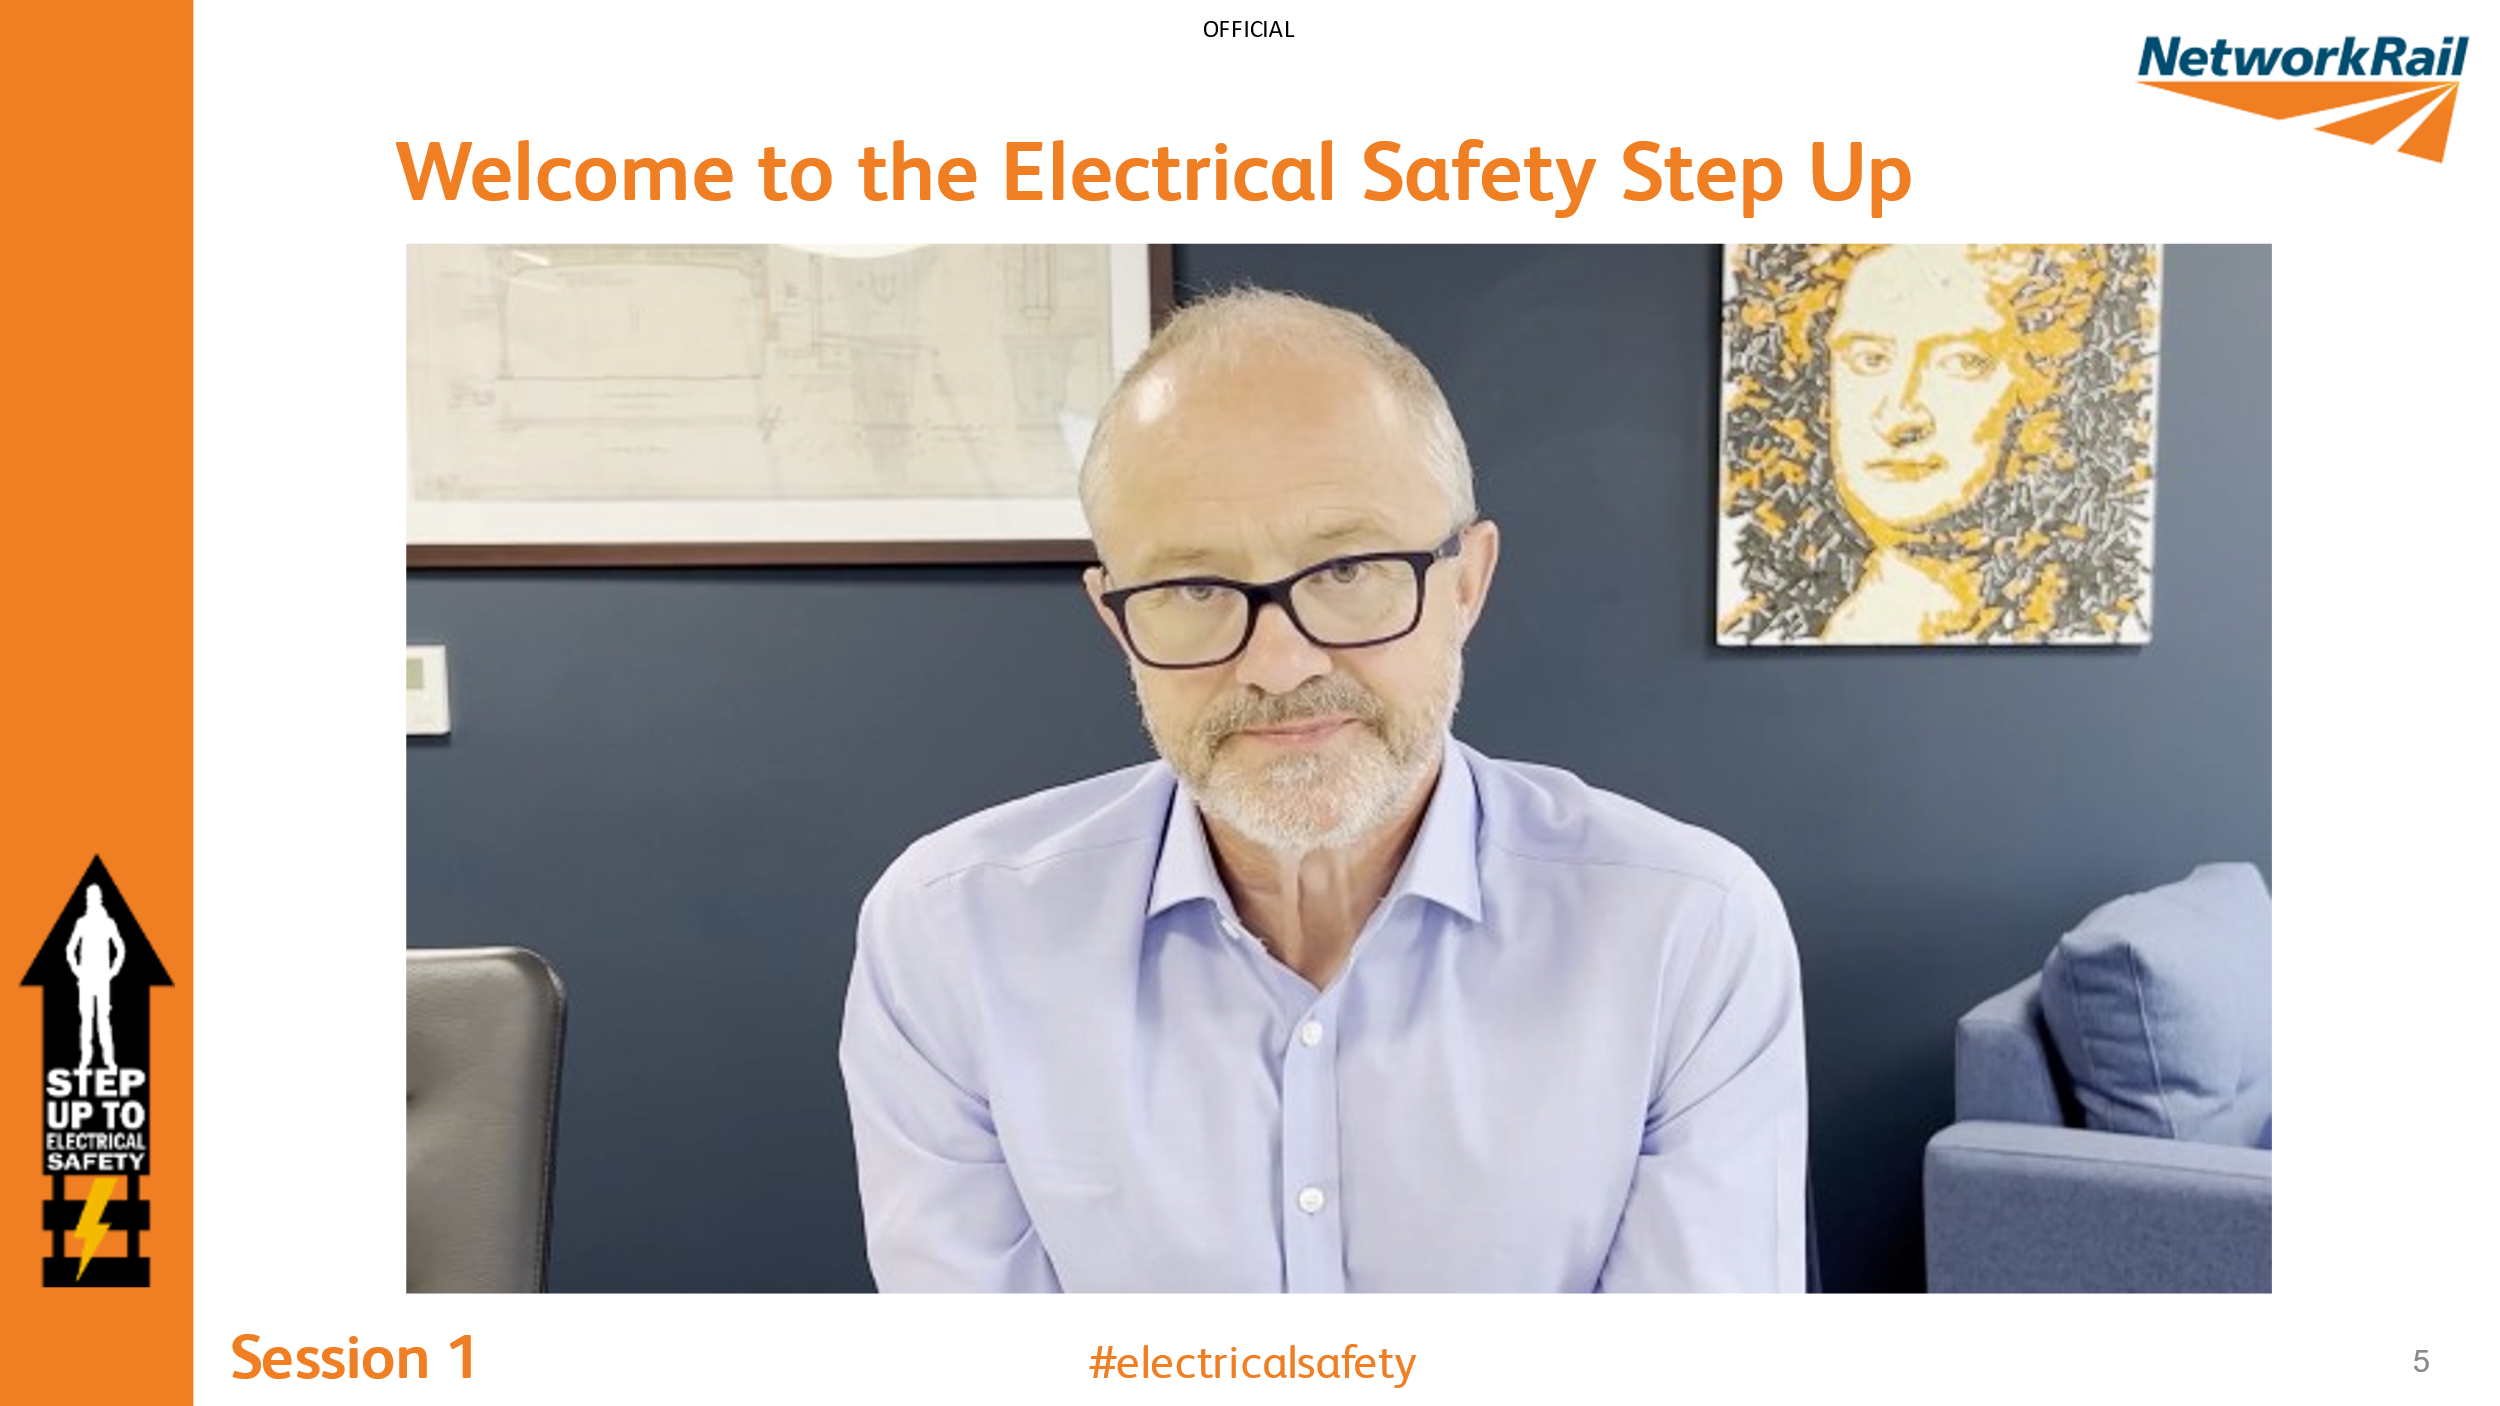 OFFICIAL
NetworkRail
Welcome to the Electrical Safety Step Up
STEP
UP TO
ELECTRICAL
SAFETY
Session 1
#electricalsafety
5